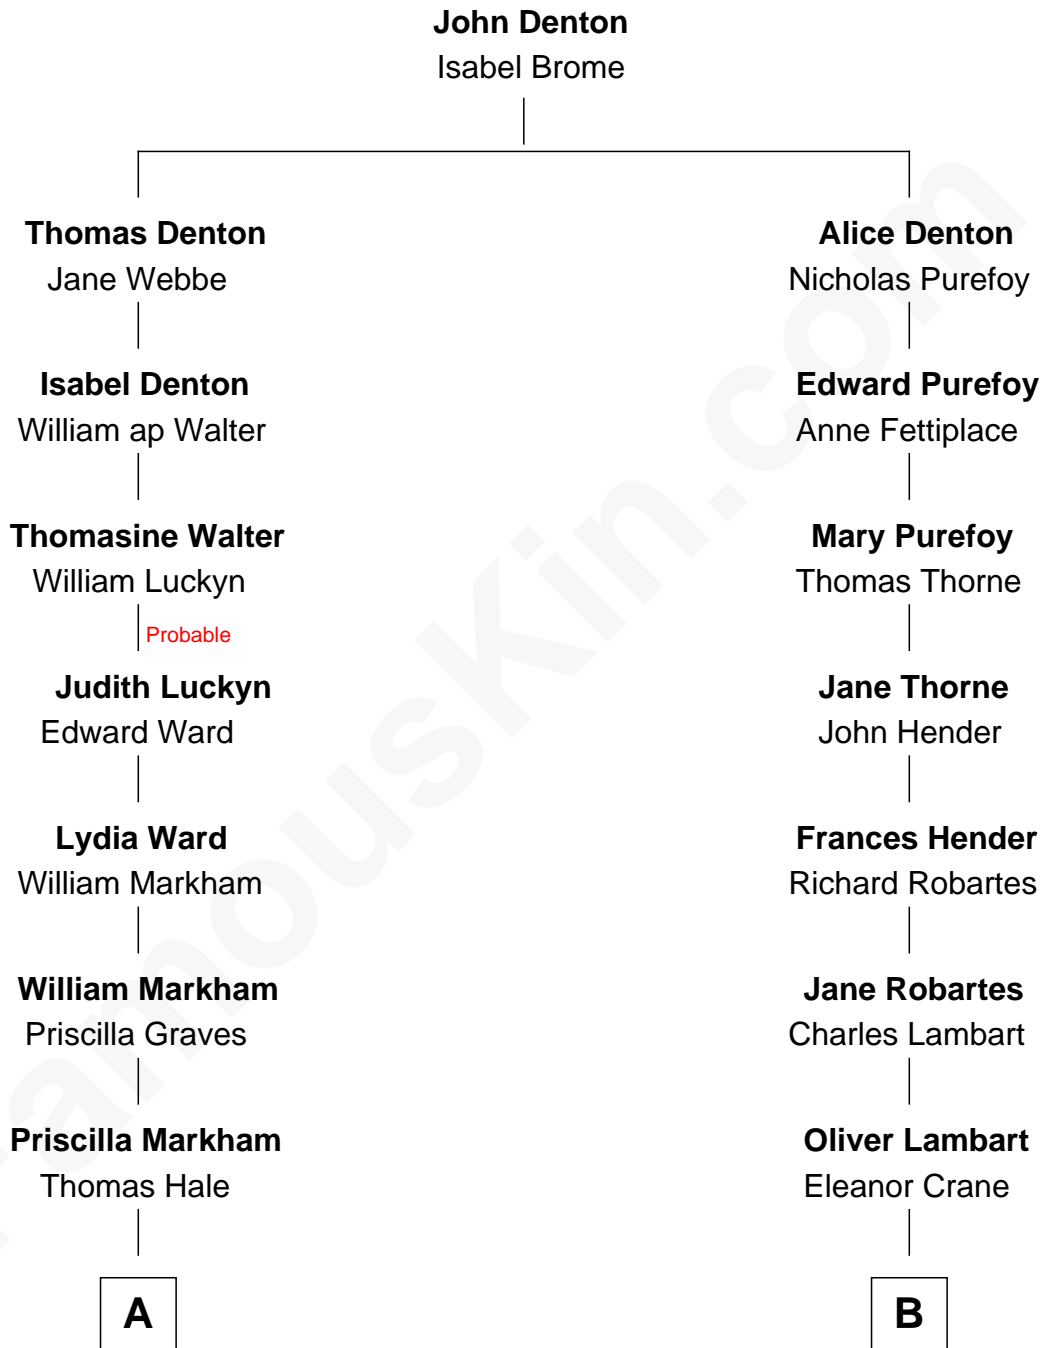 John Denton
Isabel Brome
Thomas Denton
Jane Webbe
Alice Denton
Nicholas Purefoy
Isabel Denton
William ap Walter
Edward Purefoy
Anne Fettiplace
Thomasine Walter
William Luckyn
Mary Purefoy
Thomas Thorne
Probable
Judith Luckyn
Edward Ward
Jane Thorne
John Hender
Lydia Ward
William Markham
Frances Hender
Richard Robartes
William Markham
Priscilla Graves
Jane Robartes
Charles Lambart
Priscilla Markham
Thomas Hale
Oliver Lambart
Eleanor Crane
A
B
FamousKin.com